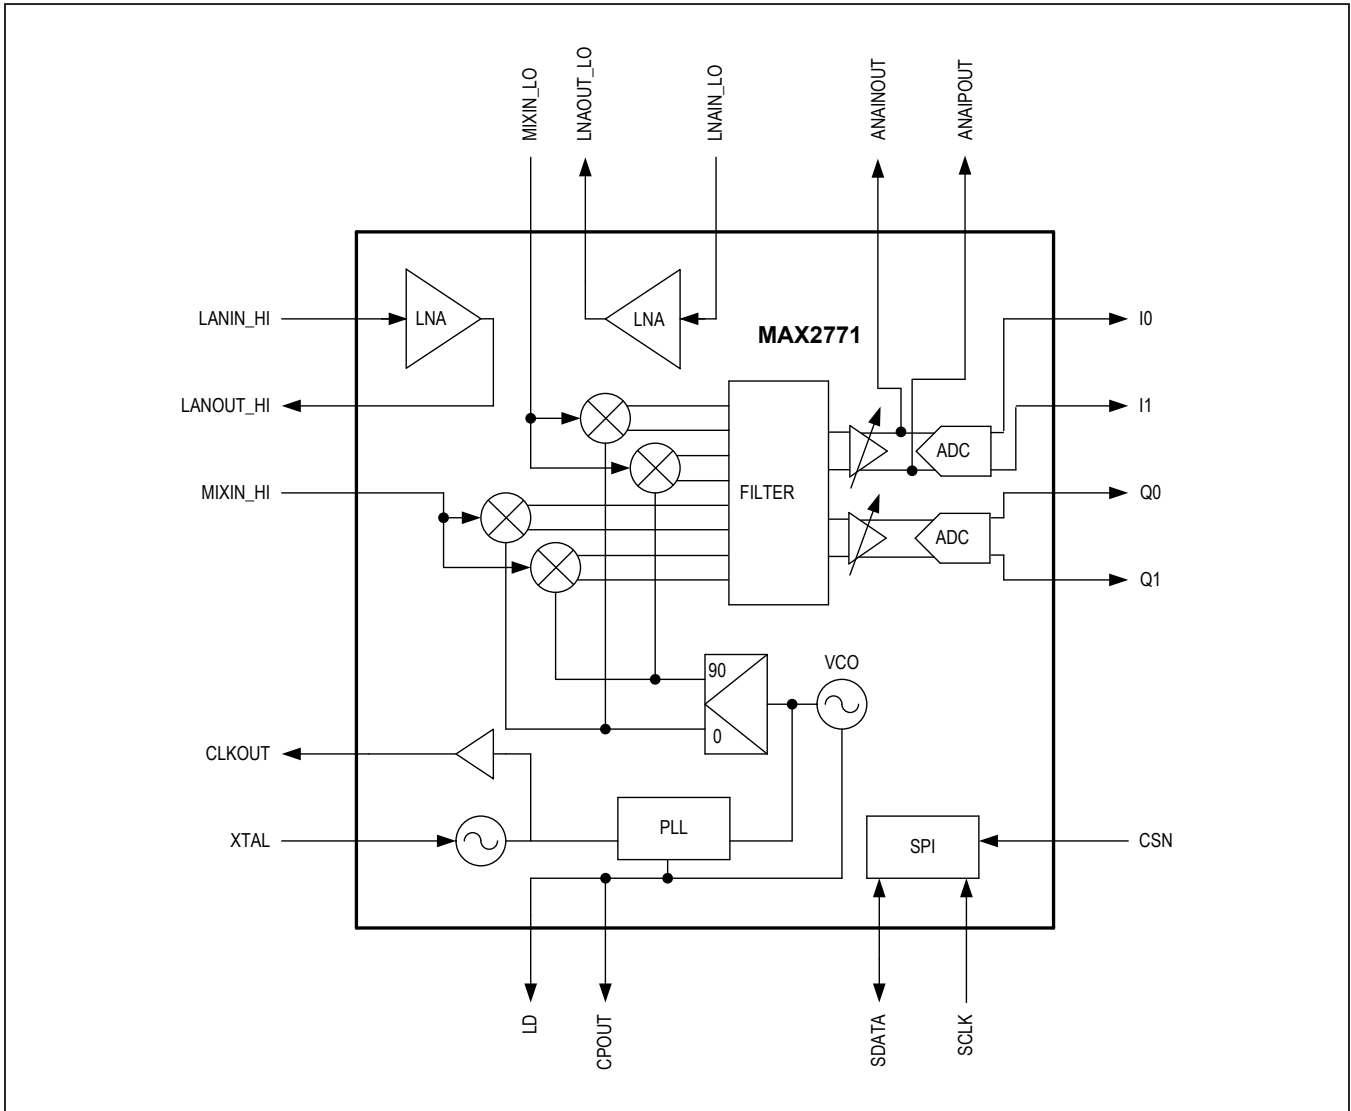 MIXIN_LO
LNAOUT_LO
LNAIN_LO
ANAINOUT
ANAIPOUT
LANIN_HI
LNA
LNA
MAX2771
I0
LANOUT_HI
I1
ADC
MIXIN_HI
FILTER
Q0
ADC
Q1
90
VCO
0
CLKOUT
PLL
XTAL
SPI
CSN
LD
CPOUT
SDATA
SCLK